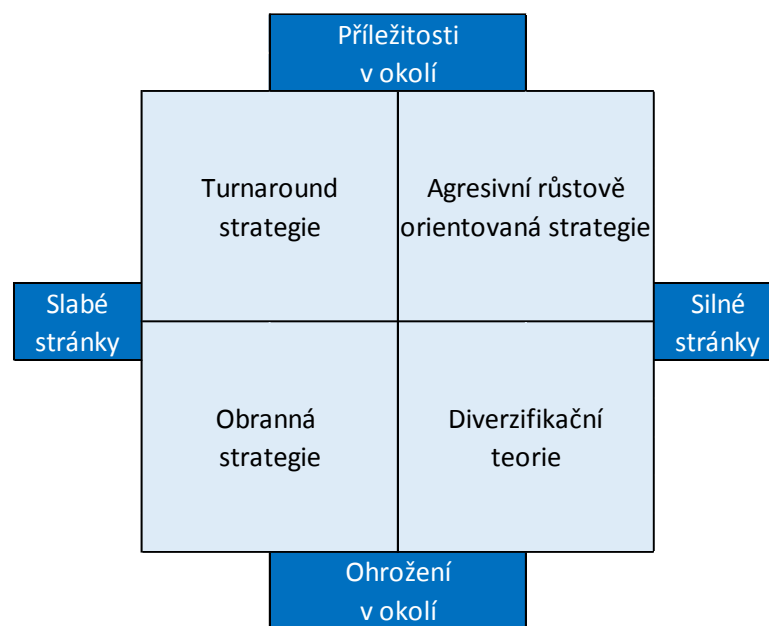 Příležitosti
v okolí
Turnaround
strategie
Agresivní růstově
orientovaná strategie
Slabé
stránky
Silné
stránky
Obranná
strategie
Diverzifikační
teorie
Ohrožení
v okolí